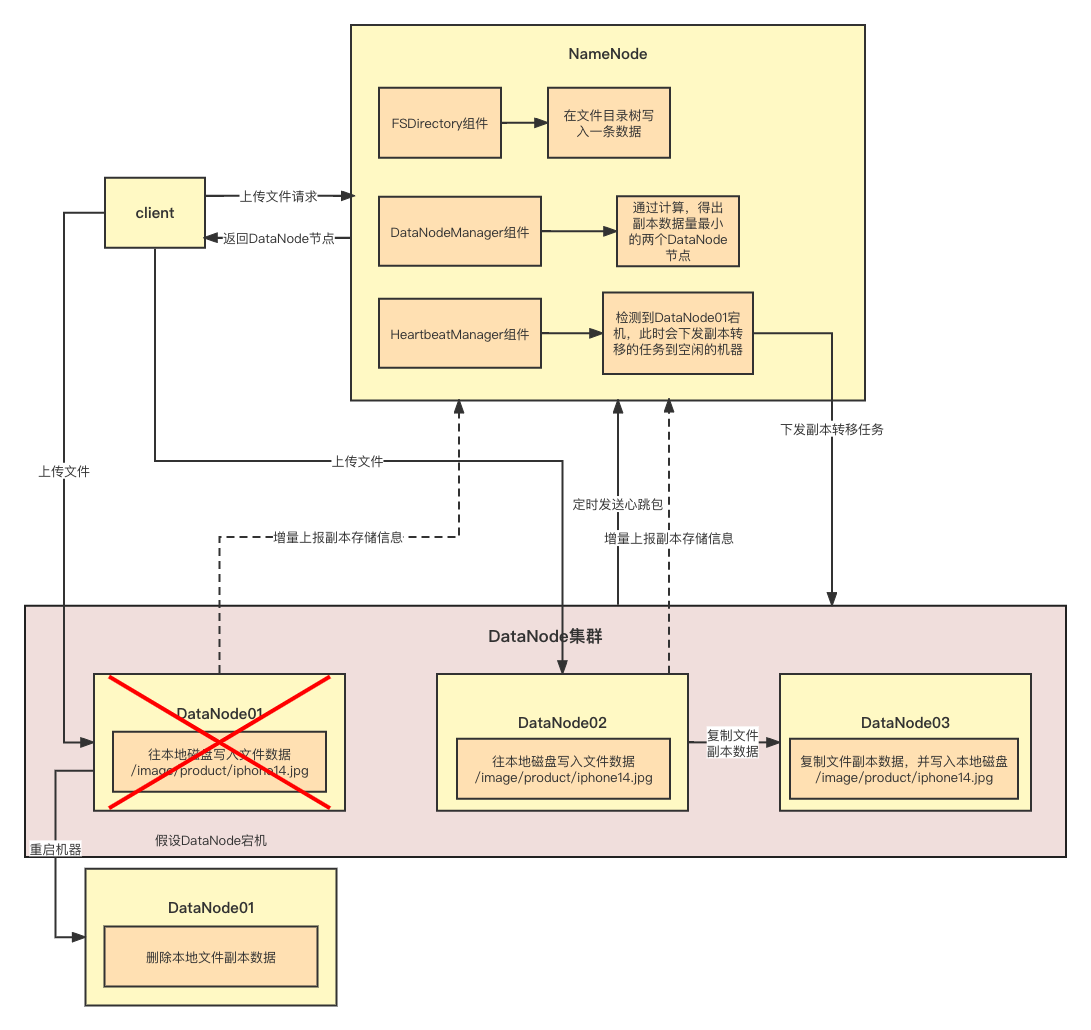 NameNode
FSDirectory组件
在文件目录树写
入一条数据
client
上传文件请求
返回DataNode节点
DataNodeManager组件
通过计算，得出
副本数据量最小
的两个DataNode
节点
HeartbeatManager组件
检测到DataNode01宕
机，此时会下发副本转
移的任务到空闲的机器
下发副本转移任务
上传文件
上传文件
定时发送心跳包
增量上报副本存储信息
增量上报副本存储信息
DataNode集群
DataNode01
往本地磁盘写入文件数据
/image/product/iphone14.jpg
DataNode02
往本地磁盘写入文件数据
/image/product/iphone14.jpg
复制文件
副本数据
DataNode03
复制文件副本数据，并写入本地磁盘
/image/product/iphone14.jpg
假设DataNode宕机
重启机器
DataNode01
删除本地文件副本数据